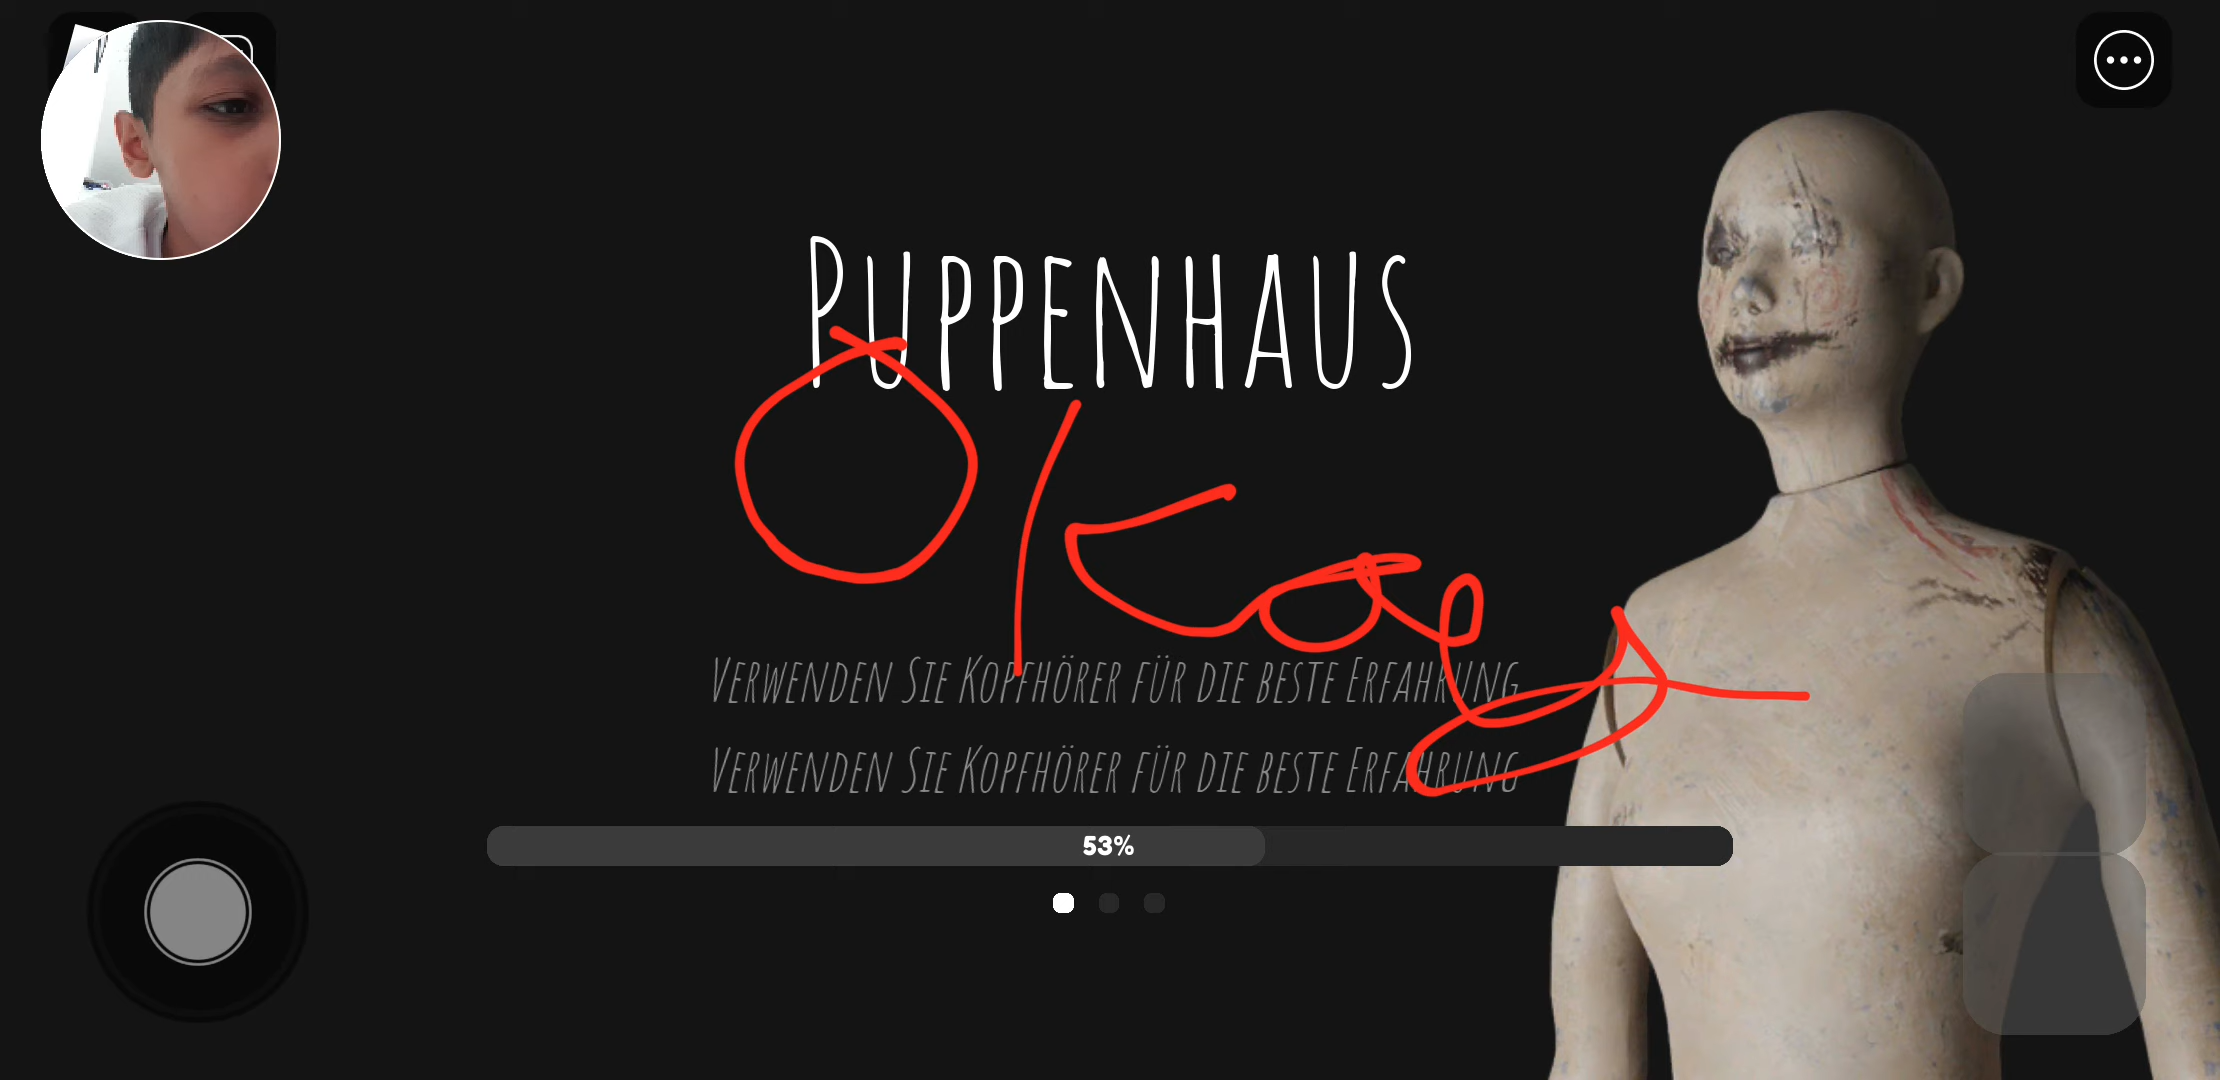 PUPPENHAUS
Okay
VERWENDEN SIE KOPFHÖRER FÜR DIE BESTE ERFAHRUNG
VERWENDEN SIE KOPFHÖRER FÜR DIE BESTE ERFAHRUNG
53%